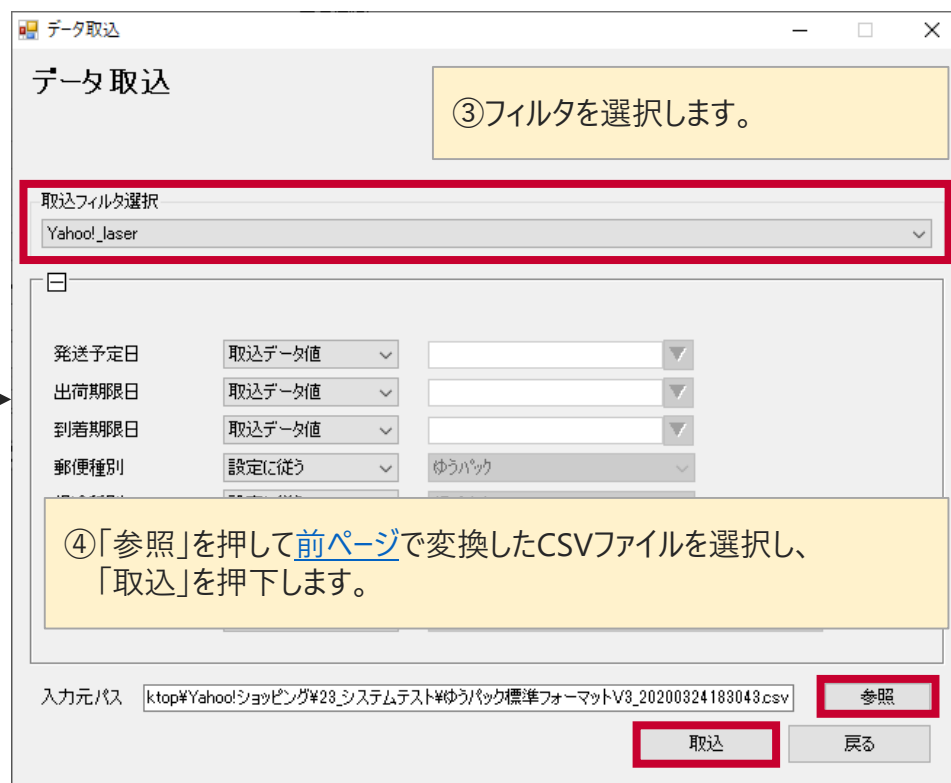 データ取込
データ取込
③フィルタを選択します。
取込フィルタ選択
Yahoo!_laser
発送予定日 取込データ値
出荷期限日 取込データ値
到着期限日 取込データ値
郵便種別 設定に従う ゆうパック
④「参照」を押して前ページで変換したCSVファイルを選択し、
「取込」を押下します。
入力元パス ktop¥Yahoo!ショッピング¥23_システムテスト¥ゆうパック標準フォーマットV3_20200324183043.csv 参照
取込 戻る